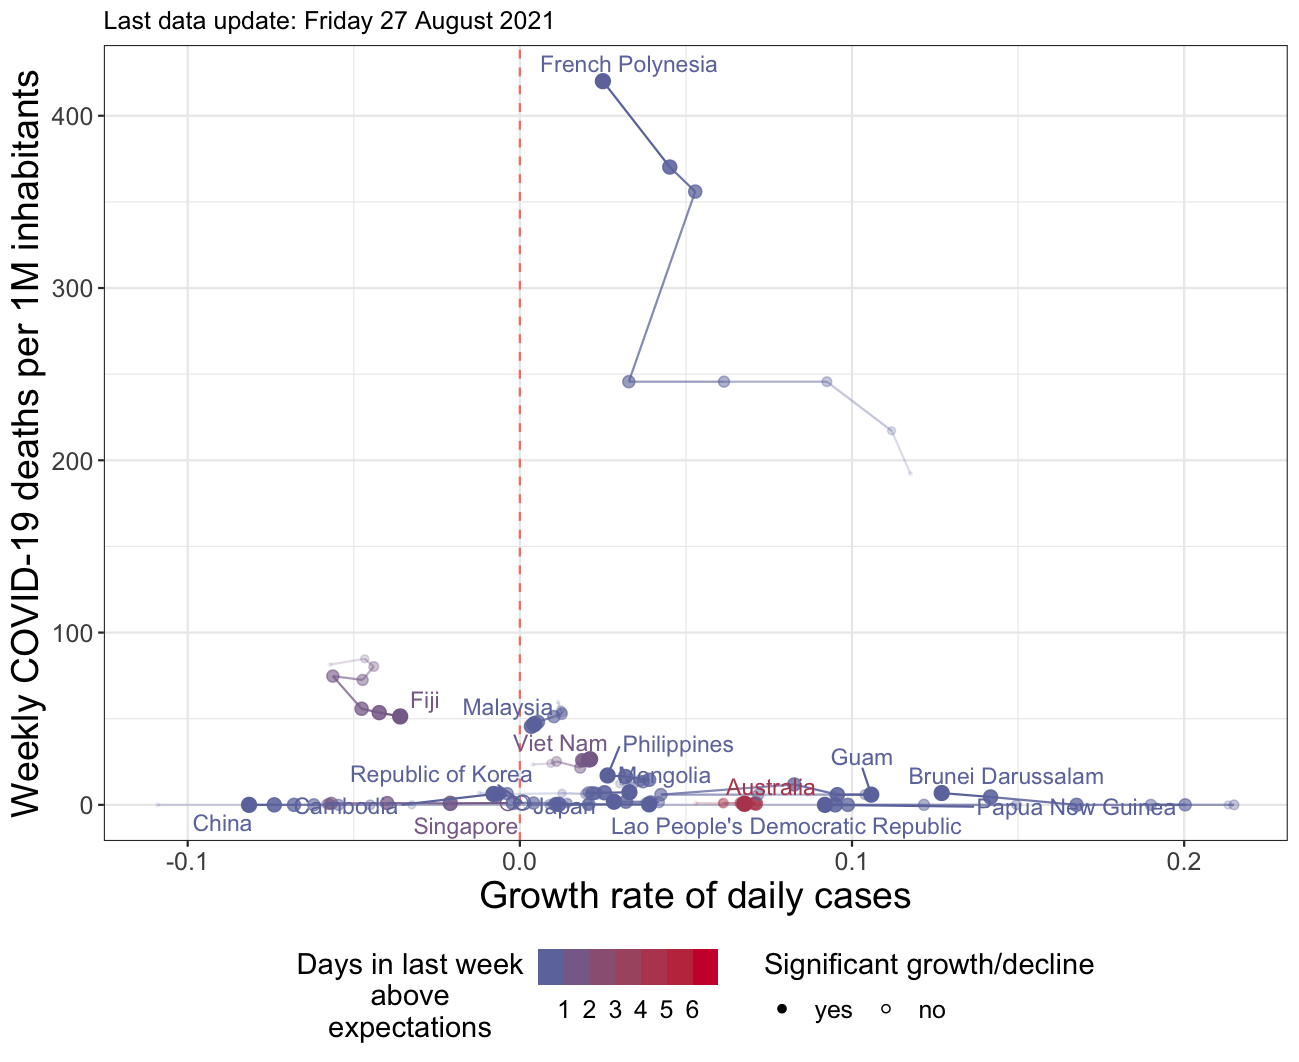 Last data update: Friday 27 August 2021
Weekly COVID-19 deaths per 1M inhabitants
400
300
200
100
0
French Polynesia
Fiji
Malaysia
Viet Nam
Philippines
Guam
Republic of Korea
Mongolia
Australia
Brunei Darussalam
Cambodia
Japan
Papua New Guinea
China
Singapore
Lao People's Democratic Republic
-0.1
0.0
0.1
0.2
Growth rate of daily cases
Days in last week
above
expectations
1 2 3 4 5 6
Significant growth/decline
yes
no